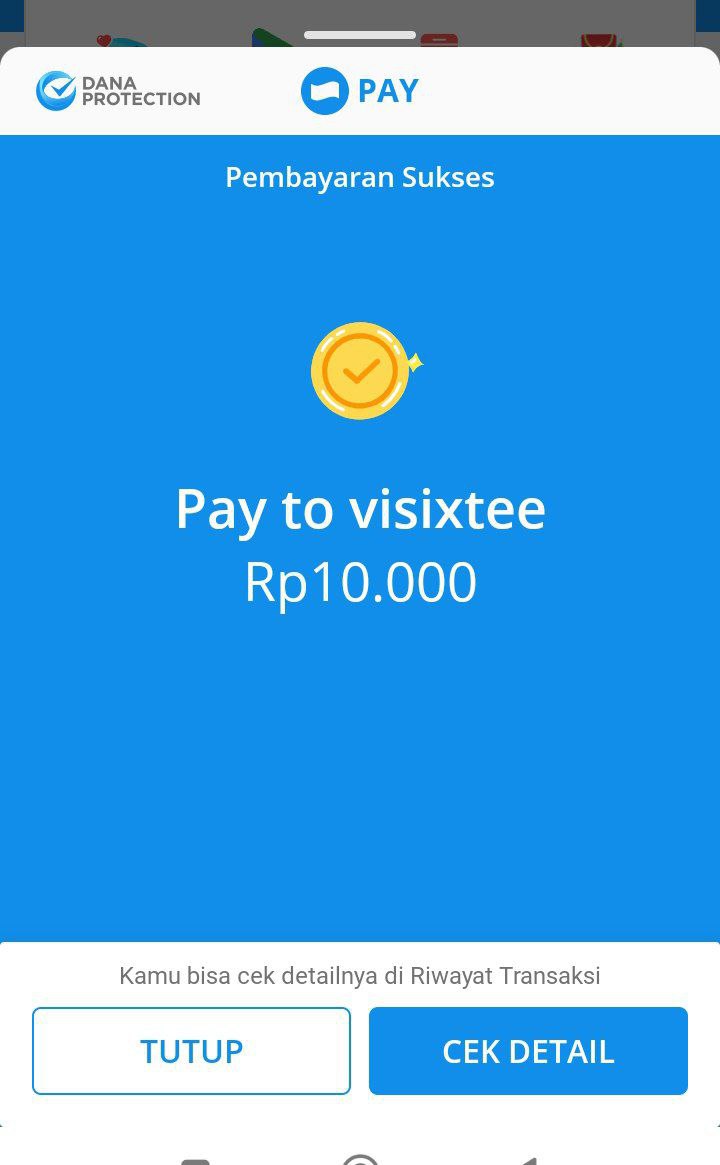 DANA
PROTECTION
PAY
Pembayaran Sukses
Pay to visixtee
Rp10.000
Kamu bisa cek detailnya di Riwayat Transaksi
TUTUP
CEK DETAIL